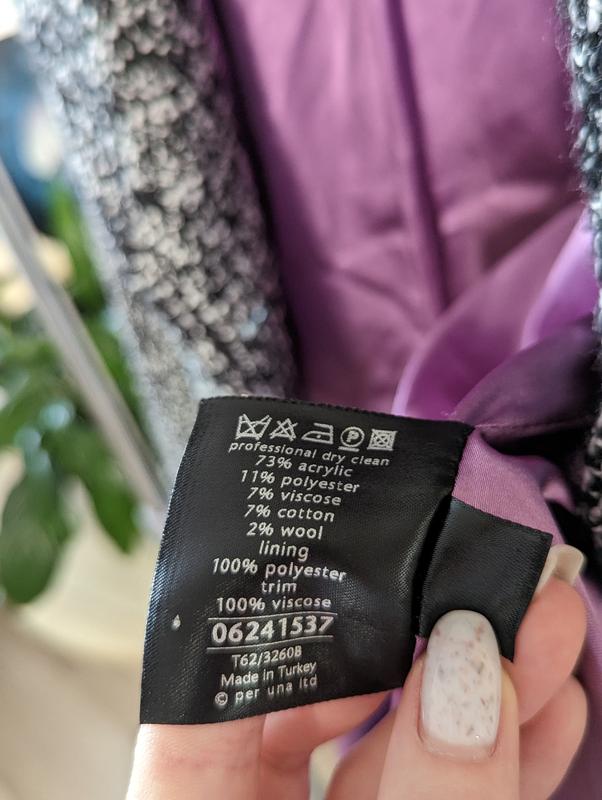 P
professional dry clean
73% acrylic
11% polyester
7% viscose
7% cotton
2% wool
lining
100% polyester
trim
100% viscose
06241537
T62/3260B
Made in Turkey
© per una ltd